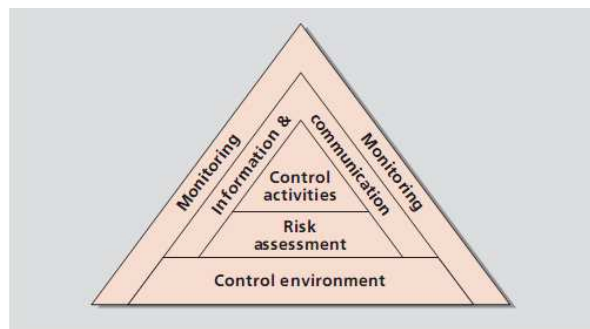 Monitoring
Information &
communication
Monitoring
Control
activities
Risk
assessment
Control environment